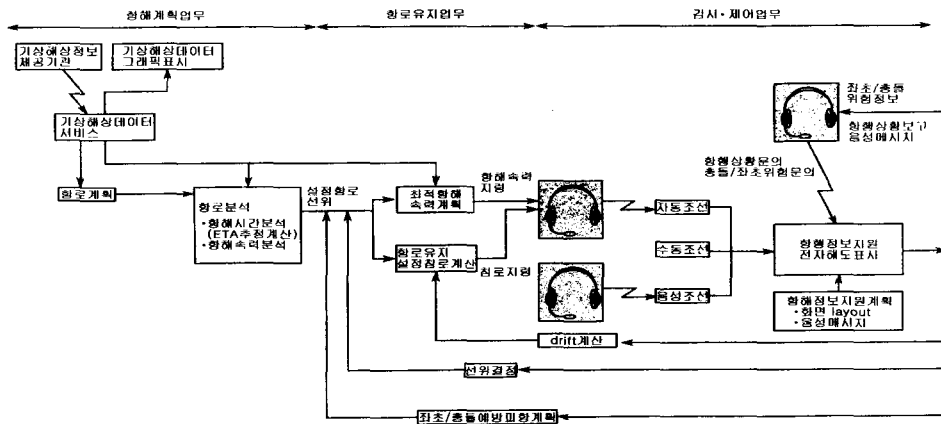 항해계획업무
항로유지업무
감시·제어업무
기상해상정보
제공기관
기상해상데이터
그래픽표시
기상해상데이터
서비스
항로계획
항로분석
•항해시간분석
(ETA추정계산)
•항해속력분석
설정항로
선위
최적항해
속력계획
항로유지
설정침로계산
항해속력
지령
침로지령
자동조선
수동조선
음성조선
좌초/충돌
위험정보
항해상황보고
음성메시지
항행상황문의
충돌/좌초위험문의
항행정보지원
전자해도표사
항해정보지원계획
•화면 layout
•음성메시지
drift계산
선위결정
좌초/충돌예방피항계획